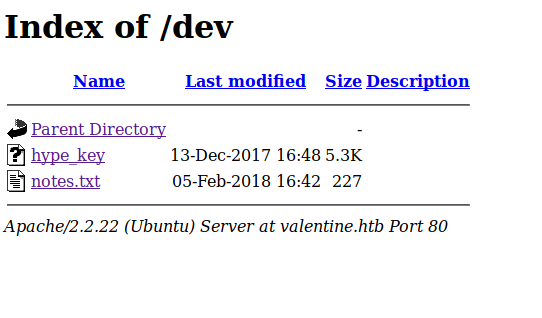 Index of /dev
Name Last modified Size Description
Parent Directory -
hype_key 13-Dec-2017 16:48 5.3K
notes.txt 05-Feb-2018 16:42 227
Apache/2.2.22 (Ubuntu) Server at valentine.htb Port 80